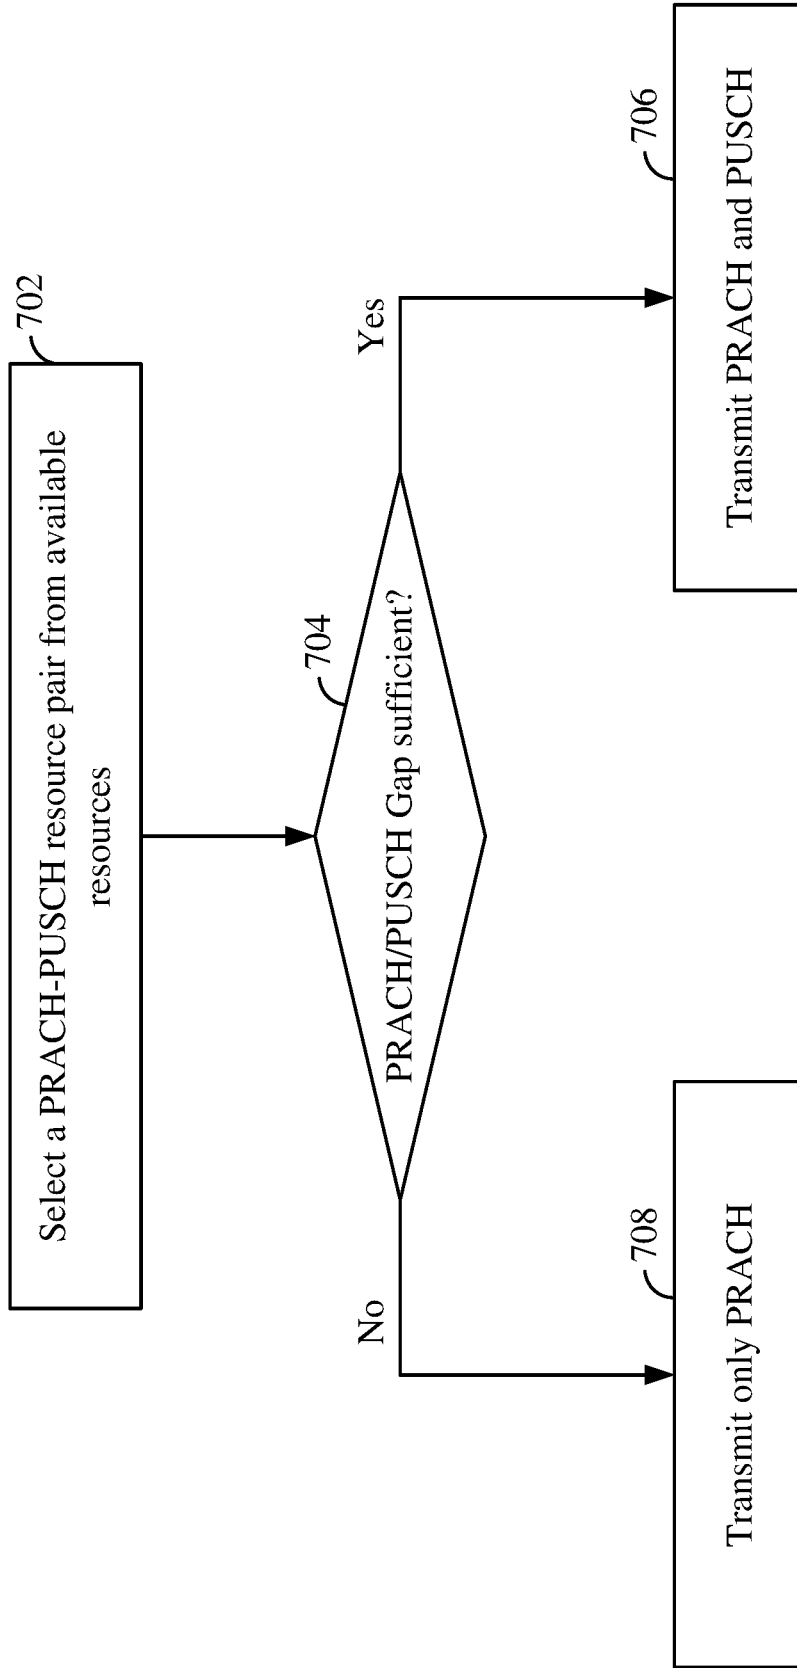 702
Select a PRACH-PUSCH resource pair from available
resources
704
PRACH/PUSCH Gap sufficient?
No
Yes
708
Transmit only PRACH
706
Transmit PRACH and PUSCH